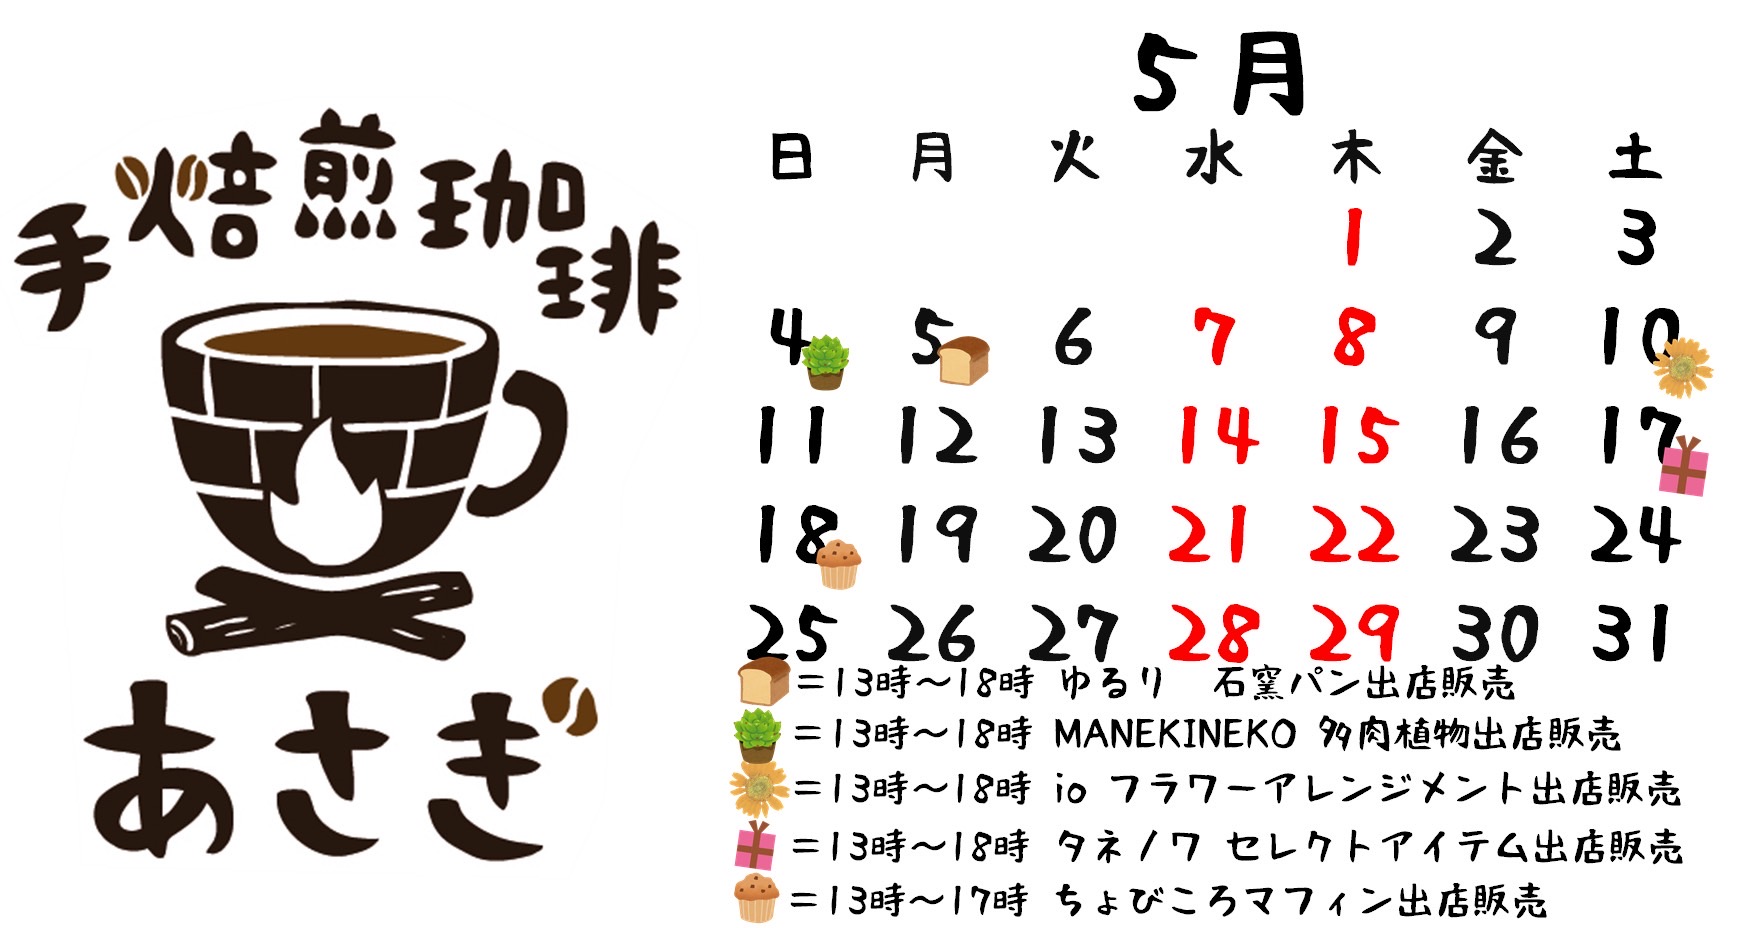 手焙煎珈琲
あさぎ
5月
日 月 火 水 木 金 土
1 2 3
4 5 6 7 8 9 10
11 12 13 14 15 16 17
18 19 20 21 22 23 24
25 26 27 28 29 30 31
=13時~18時 ゆるり 石窯パン出店販売
=13時~18時 MANEKINEKO 多肉植物出店販売
=13時~18時 io フラワーアレンジメント出店販売
=13時~18時 タネノワ セレクトアイテム出店販売
=13時~17時 ちょびころマフィン出店販売